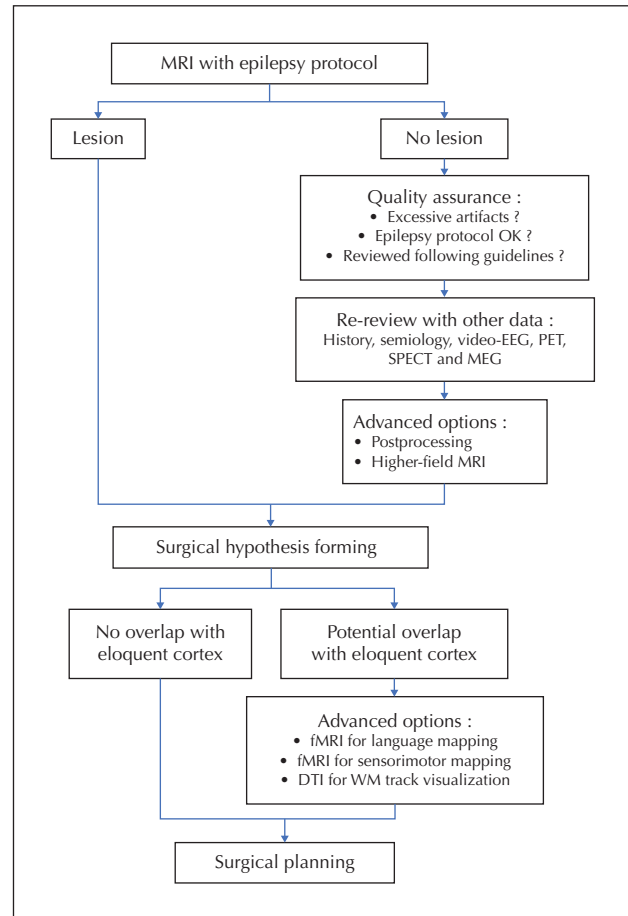 MRI with epilepsy protocol
Lesion
No lesion
Quality assurance :
• Excessive artifacts ?
• Epilepsy protocol OK ?
• Reviewed following guidelines ?
Re-review with other data :
History, semiology, video-EEG, PET,
SPECT and MEG
Advanced options :
• Postprocessing
• Higher-field MRI
Surgical hypothesis forming
No overlap with
eloquent cortex
Potential overlap
with eloquent cortex
Advanced options :
• fMRI for language mapping
• fMRI for sensorimotor mapping
• DTI for WM track visualization
Surgical planning